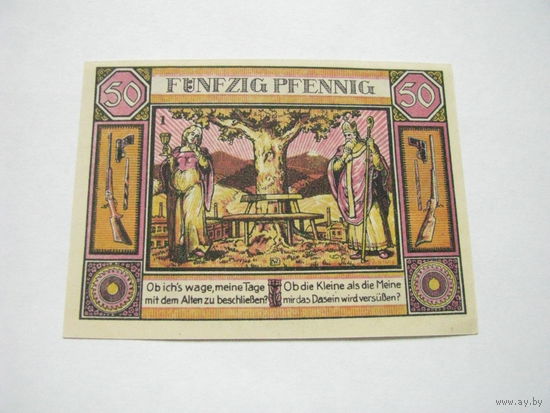 FÜNFZIG PFENNIG
50 50
1
Ob ich's wage, meine Tage
mit dem Alten zu beschließen?
Ob die Kleine als die Meine
mir das Dasein wird versüßen?
www.ay.by